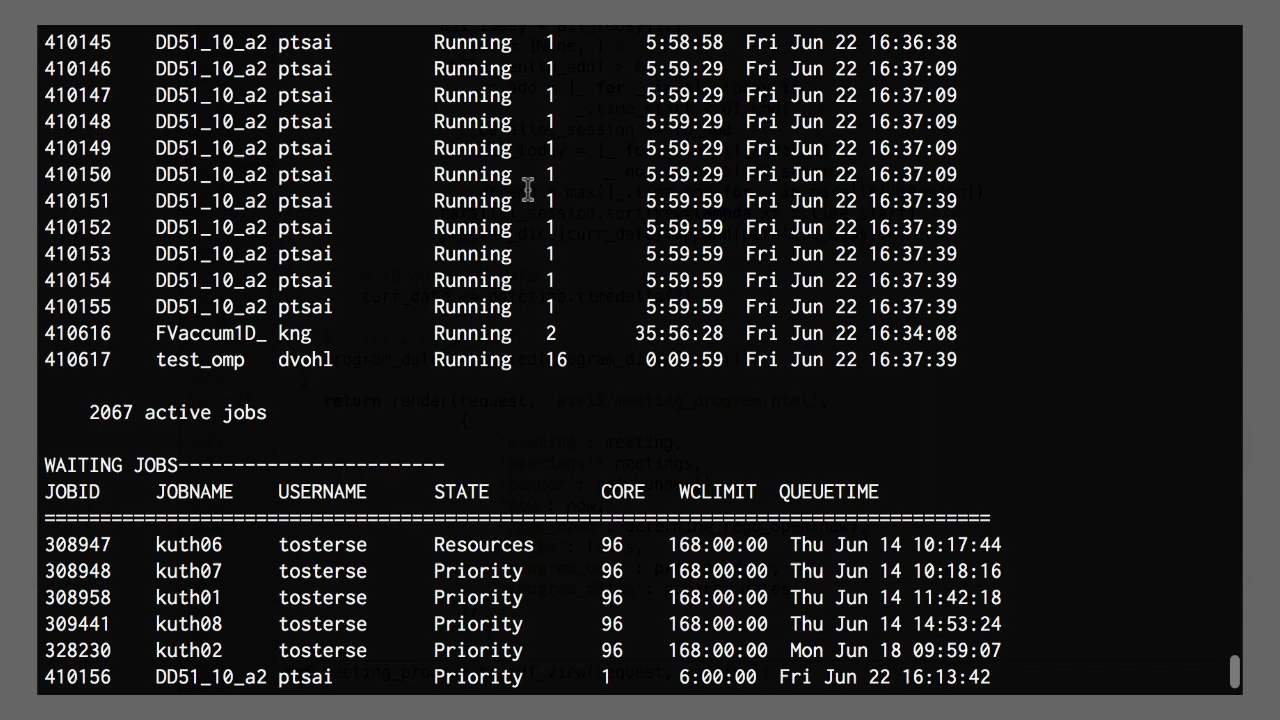 410145 DD51_10_a2 ptsai Running 1 5:58:58 Fri Jun 22 16:36:38
410146 DD51_10_a2 ptsai Running 1 5:59:29 Fri Jun 22 16:37:09
410147 DD51_10_a2 ptsai Running 1 5:59:29 Fri Jun 22 16:37:09
410148 DD51_10_a2 ptsai Running 1 5:59:29 Fri Jun 22 16:37:09
410149 DD51_10_a2 ptsai Running 1 5:59:29 Fri Jun 22 16:37:09
410150 DD51_10_a2 ptsai Running 1 5:59:29 Fri Jun 22 16:37:09
410151 DD51_10_a2 ptsai Running 1 5:59:59 Fri Jun 22 16:37:39
410152 DD51_10_a2 ptsai Running 1 5:59:59 Fri Jun 22 16:37:39
410153 DD51_10_a2 ptsai Running 1 5:59:59 Fri Jun 22 16:37:39
410154 DD51_10_a2 ptsai Running 1 5:59:59 Fri Jun 22 16:37:39
410155 DD51_10_a2 ptsai Running 1 5:59:59 Fri Jun 22 16:37:39
410616 FVaccum1D_ kng Running 2 35:56:28 Fri Jun 22 16:34:08
410617 test_omp dvohl Running 16 0:09:59 Fri Jun 22 16:37:39
2067 active jobs
WAITING JOBS------------------------
JOBID JOBNAME USERNAME STATE CORE WCLIMIT QUEUETIME
=====================================================================================
308947 kuth06 tosterse Resources 96 168:00:00 Thu Jun 14 10:17:44
308948 kuth07 tosterse Priority 96 168:00:00 Thu Jun 14 10:18:16
308958 kuth01 tosterse Priority 96 168:00:00 Thu Jun 14 11:42:18
309441 kuth08 tosterse Priority 96 168:00:00 Thu Jun 14 14:53:24
328230 kuth02 tosterse Priority 96 168:00:00 Mon Jun 18 09:59:07
410156 DD51_10_a2 ptsai Priority 1 6:00:00 Fri Jun 22 16:13:42